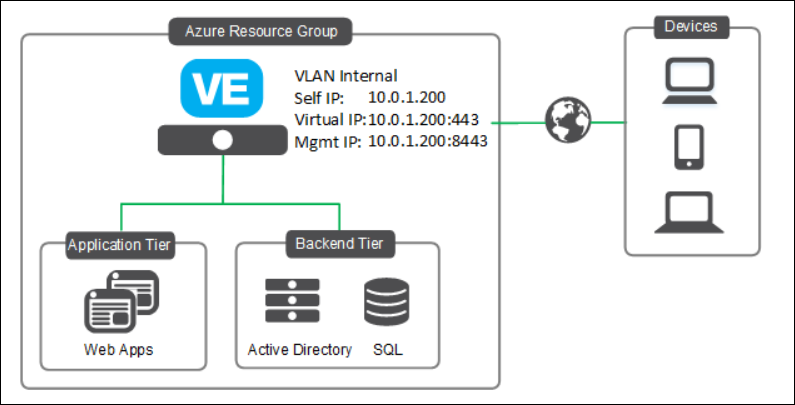 Azure Resource Group
Devices
VE
VLAN Internal
Self IP: 10.0.1.200
Virtual IP:10.0.1.200:443
Mgmt IP: 10.0.1.200:8443
Application Tier
Backend Tier
Web Apps
Active Directory
SQL